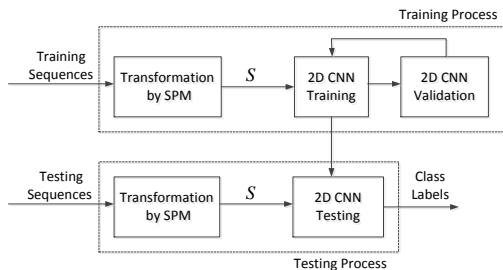 Training Process
Training
Sequences
Transformation
by SPM
S
2D CNN
Training
2D CNN
Validation
Testing
Sequences
Transformation
by SPM
S
2D CNN
Testing
Class
Labels
Testing Process